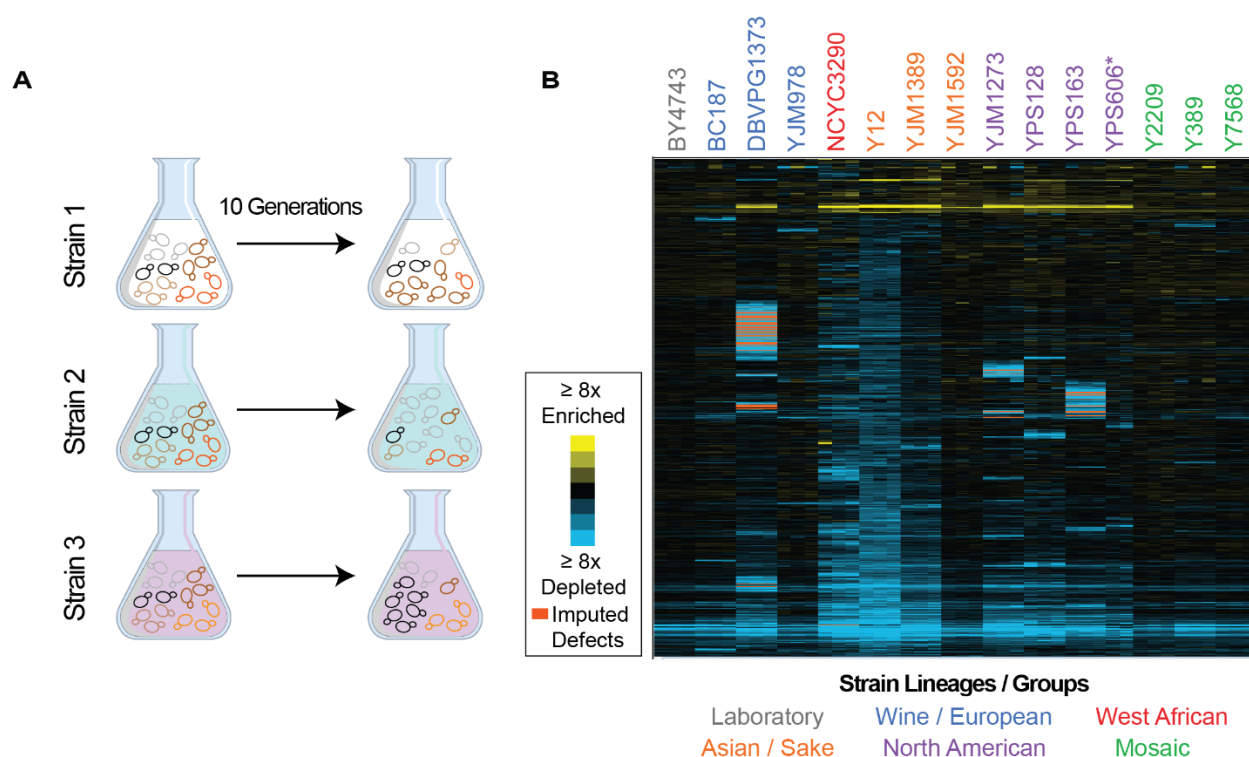 A
B
10 Generations
Strain 1
Strain 2
Strain 3
BY4743
BC187
DBVPG1373
YJM978
NCYC3290
Y12
YJM1389
YJM1592
YJM1273
YPS128
YPS163
YPS606*
Y2209
Y389
Y7568
≥ 8x
Enriched
≥ 8x
Depleted
Imputed
Defects
Strain Lineages / Groups
Laboratory Wine / European West African
Asian / Sake North American Mosaic